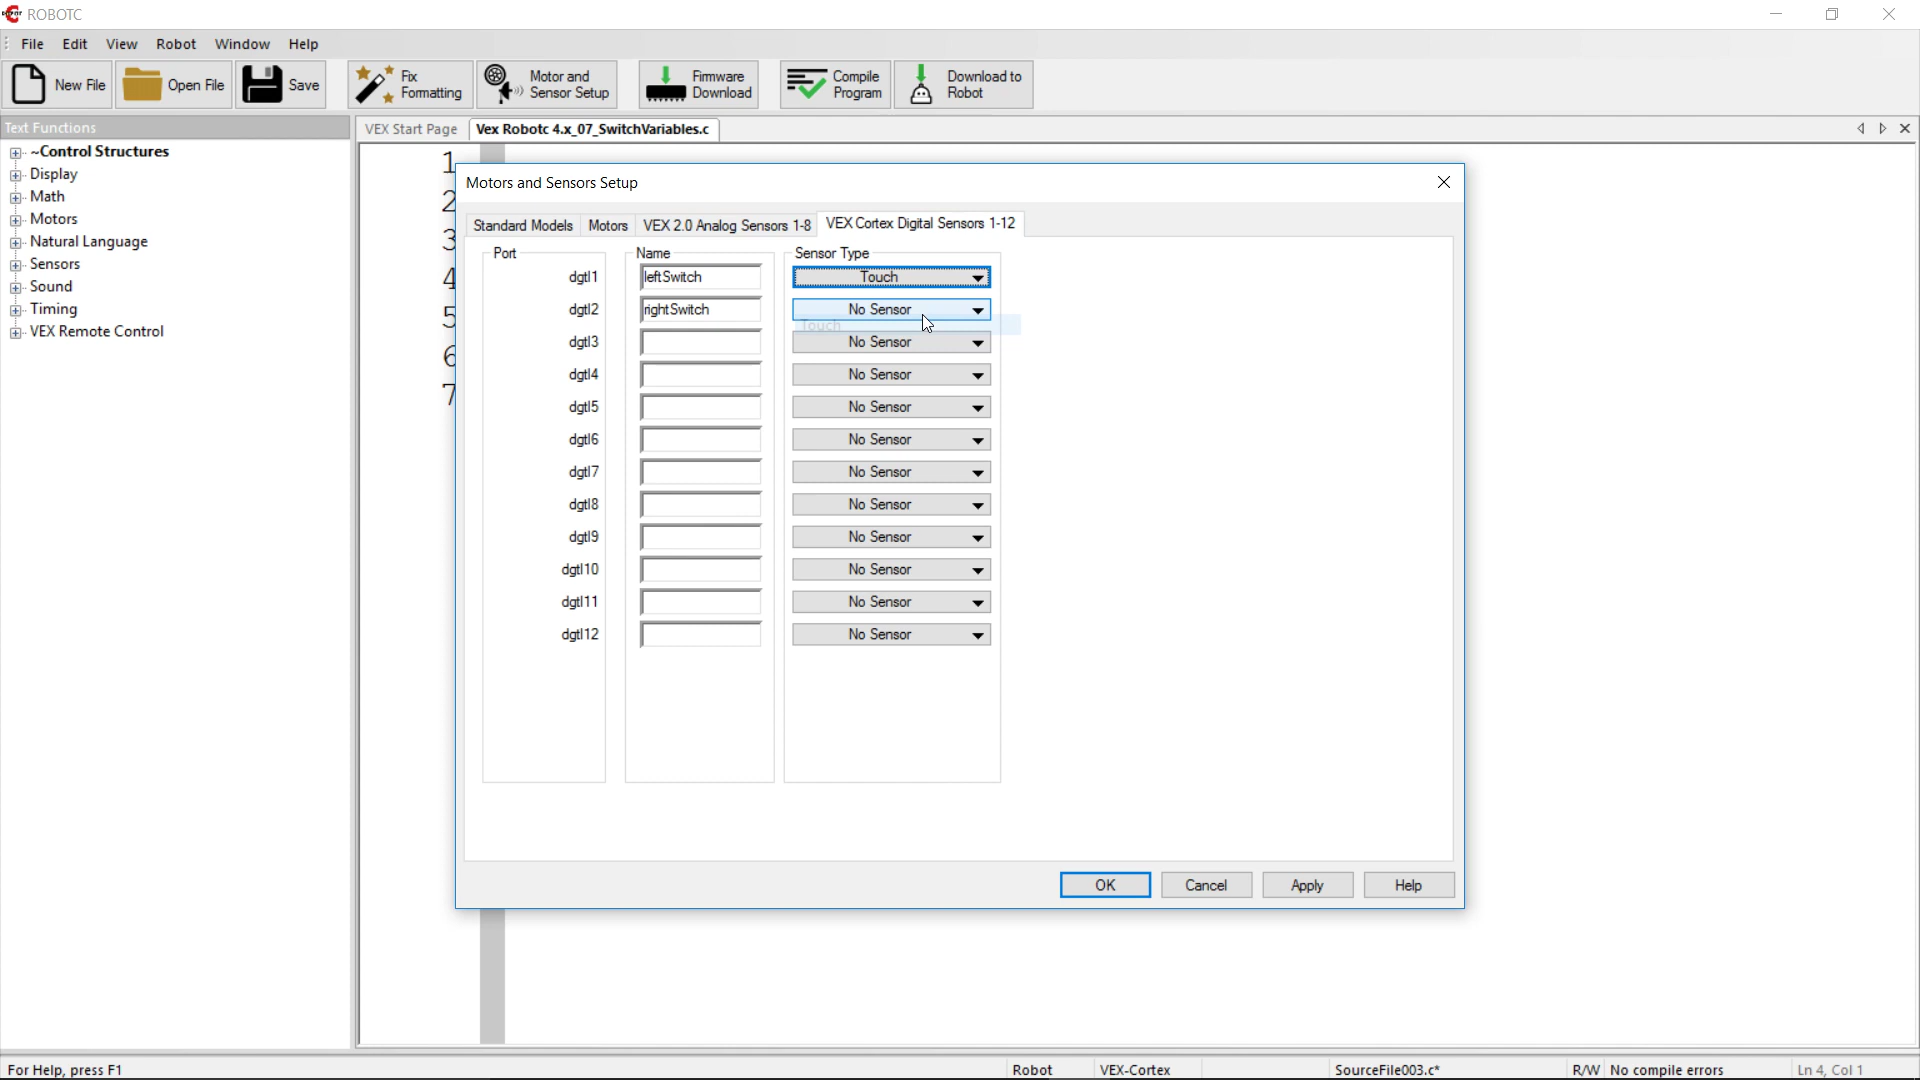 ROBOTC
File Edit View Robot Window Help
New File Open File Save Fix Formatting Motor and Sensor Setup Firmware Download Compile Program Download to Robot
Text Functions
VEX Start Page Vex Robotc 4.x_07_SwitchVariables.c
~Control Structures
Display
Math
Motors
Natural Language
Sensors
Sound
Timing
VEX Remote Control
1
2
3
4
5
6
7
Motors and Sensors Setup
Standard Models Motors VEX 2.0 Analog Sensors 1-8 VEX Cortex Digital Sensors 1-12
Port Name Sensor Type
dgtl1 leftSwitch Touch
dgtl2 rightSwitch No Sensor
Touch
dgtl3 No Sensor
dgtl4 No Sensor
dgtl5 No Sensor
dgtl6 No Sensor
dgtl7 No Sensor
dgtl8 No Sensor
dgtl9 No Sensor
dgtl10 No Sensor
dgtl11 No Sensor
dgtl12 No Sensor
OK Cancel Apply Help
For Help, press F1 Robot VEX-Cortex SourceFile003.c* R/W No compile errors Ln 4, Col 1